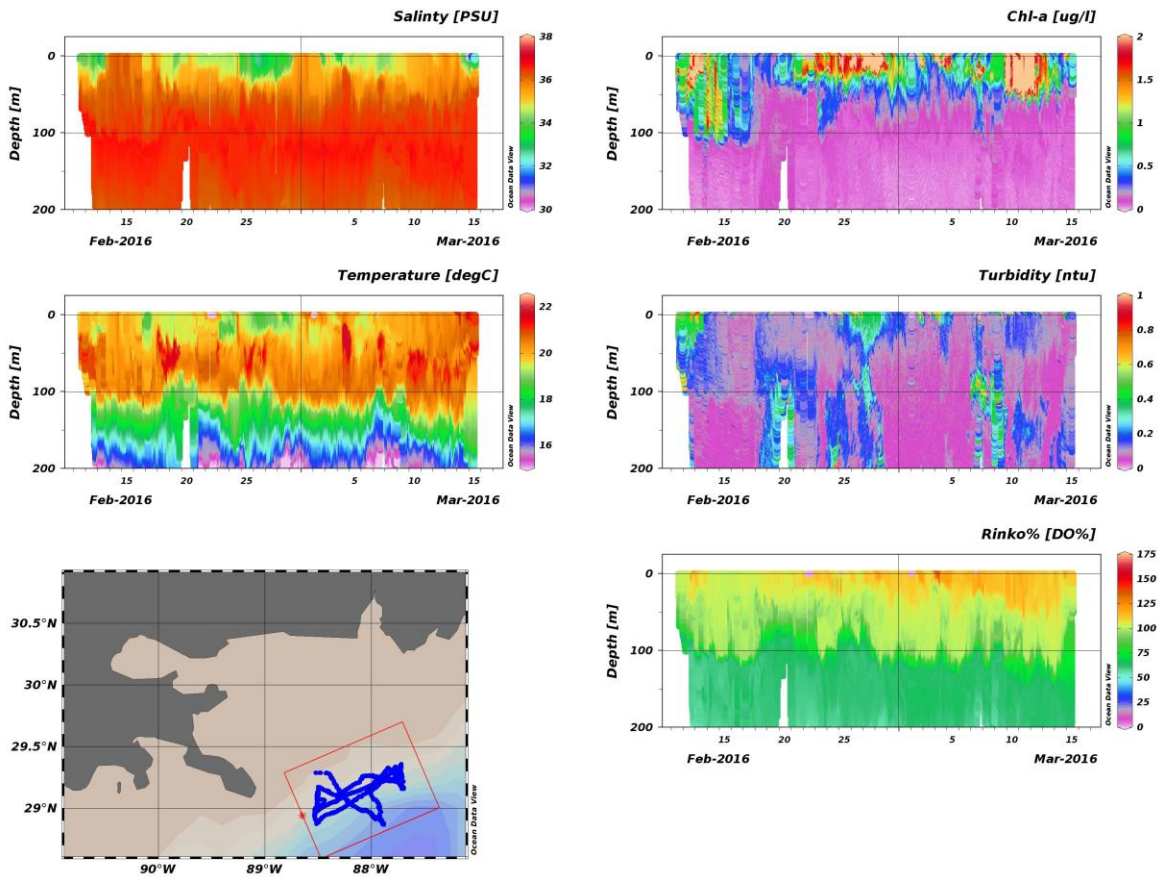 Salinty [PSU]
Depth [m]
0
100
200
15
20
25
5
10
15
Feb-2016
Mar-2016
38
36
34
32
30
Ocean Data View
Chl-a [ug/l]
Depth [m]
0
100
200
15
20
25
5
10
15
Feb-2016
Mar-2016
2
1.5
1
0.5
0
Ocean Data View
Temperature [degC]
Depth [m]
0
100
200
15
20
25
5
10
15
Feb-2016
Mar-2016
22
20
18
16
Ocean Data View
Turbidity [ntu]
Depth [m]
0
100
200
15
20
25
5
10
15
Feb-2016
Mar-2016
1
0.8
0.6
0.4
0.2
0
Ocean Data View
30.5°N
30°N
29.5°N
29°N
90°W
89°W
88°W
Ocean Data View
Rinko% [DO%]
Depth [m]
0
100
200
15
20
25
5
10
15
Feb-2016
Mar-2016
175
150
125
100
75
50
25
0
Ocean Data View